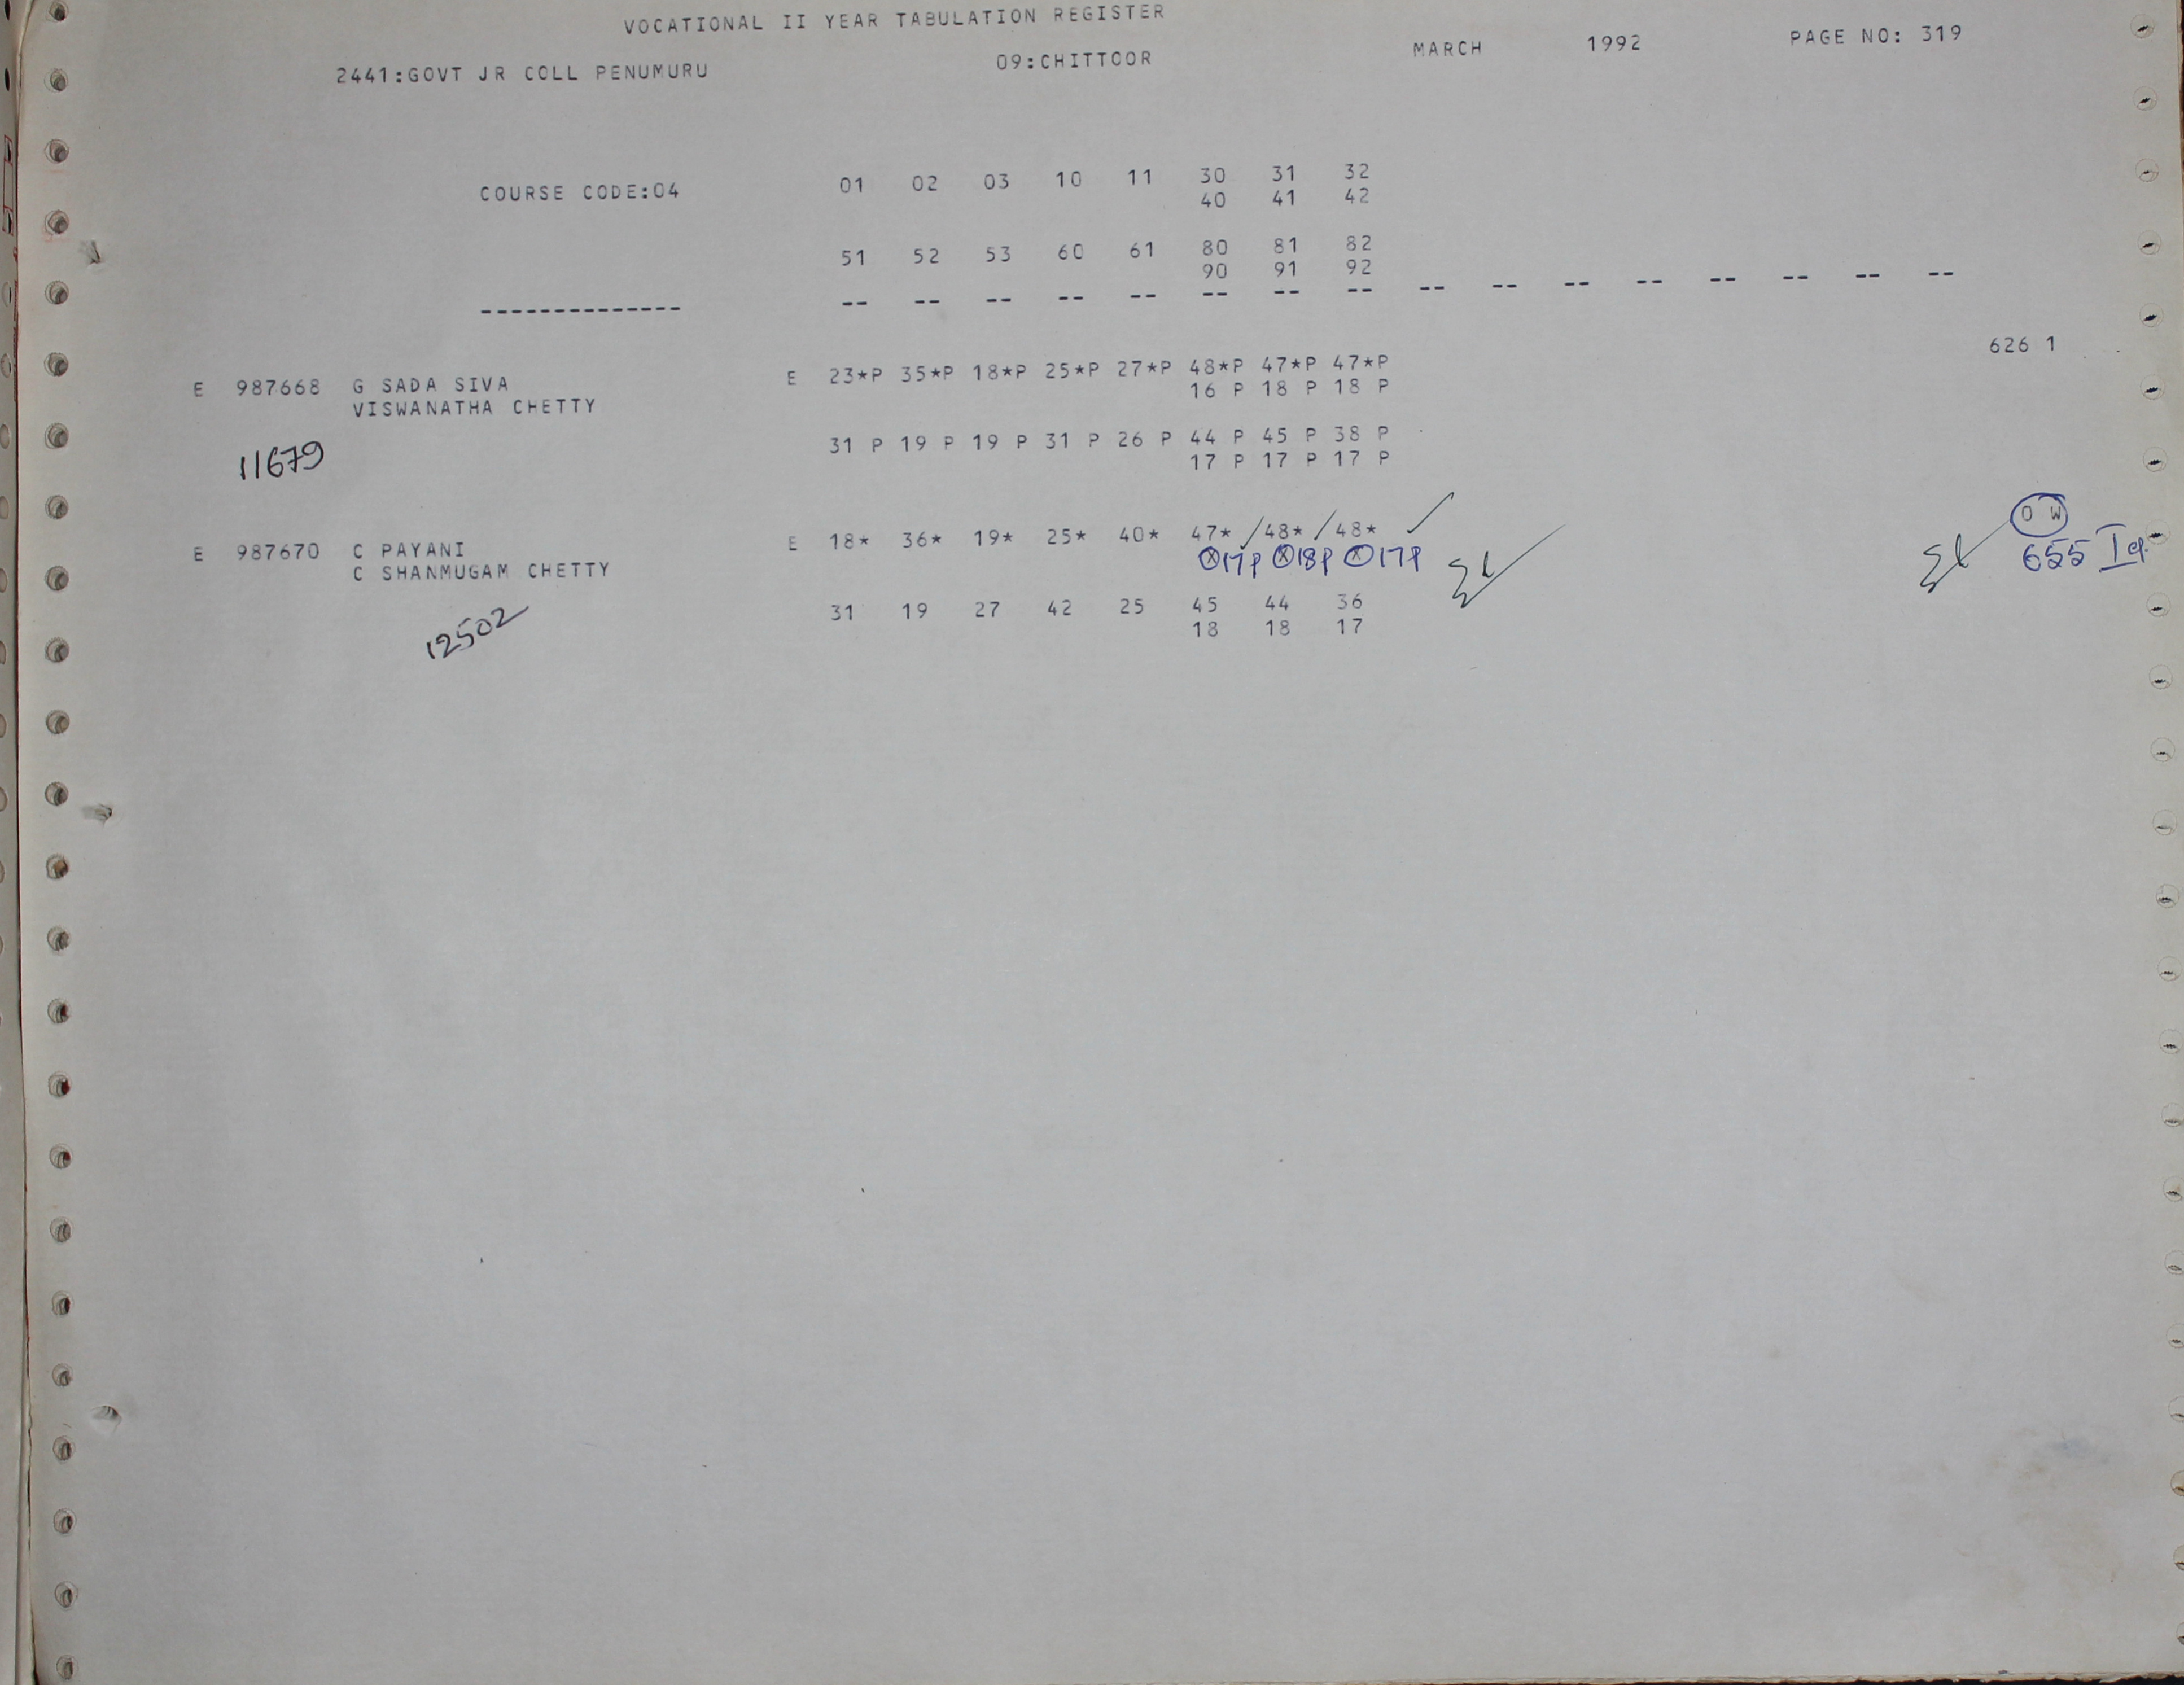 VOCATIONAL II YEAR TABULATION REGISTER
2441:GOVT JR COLL PENUMURU 09:CHITTOOR MARCH 1992 PAGE NO: 319
COURSE CODE:04 01 02 03 10 11 30 31 32
40 41 42
51 52 53 60 61 80 81 82
90 91 92
-------------- -- -- -- -- -- -- -- -- -- -- -- -- -- -- -- --
626 1
E 987668 G SADA SIVA E 23*P 35*P 18*P 25*P 27*P 48*P 47*P 47*P
VISWANATHA CHETTY 16 P 18 P 18 P
11679 31 P 19 P 19 P 31 P 26 P 44 P 45 P 38 P
17 P 17 P 17 P
0 W
E 987670 C PAYANI E 18* 36* 19* 25* 40* 47* 48* 48*
C SHANMUGAM CHETTY 17P 18P 17P 655 I
12502 31 19 27 42 25 45 44 36
18 18 17